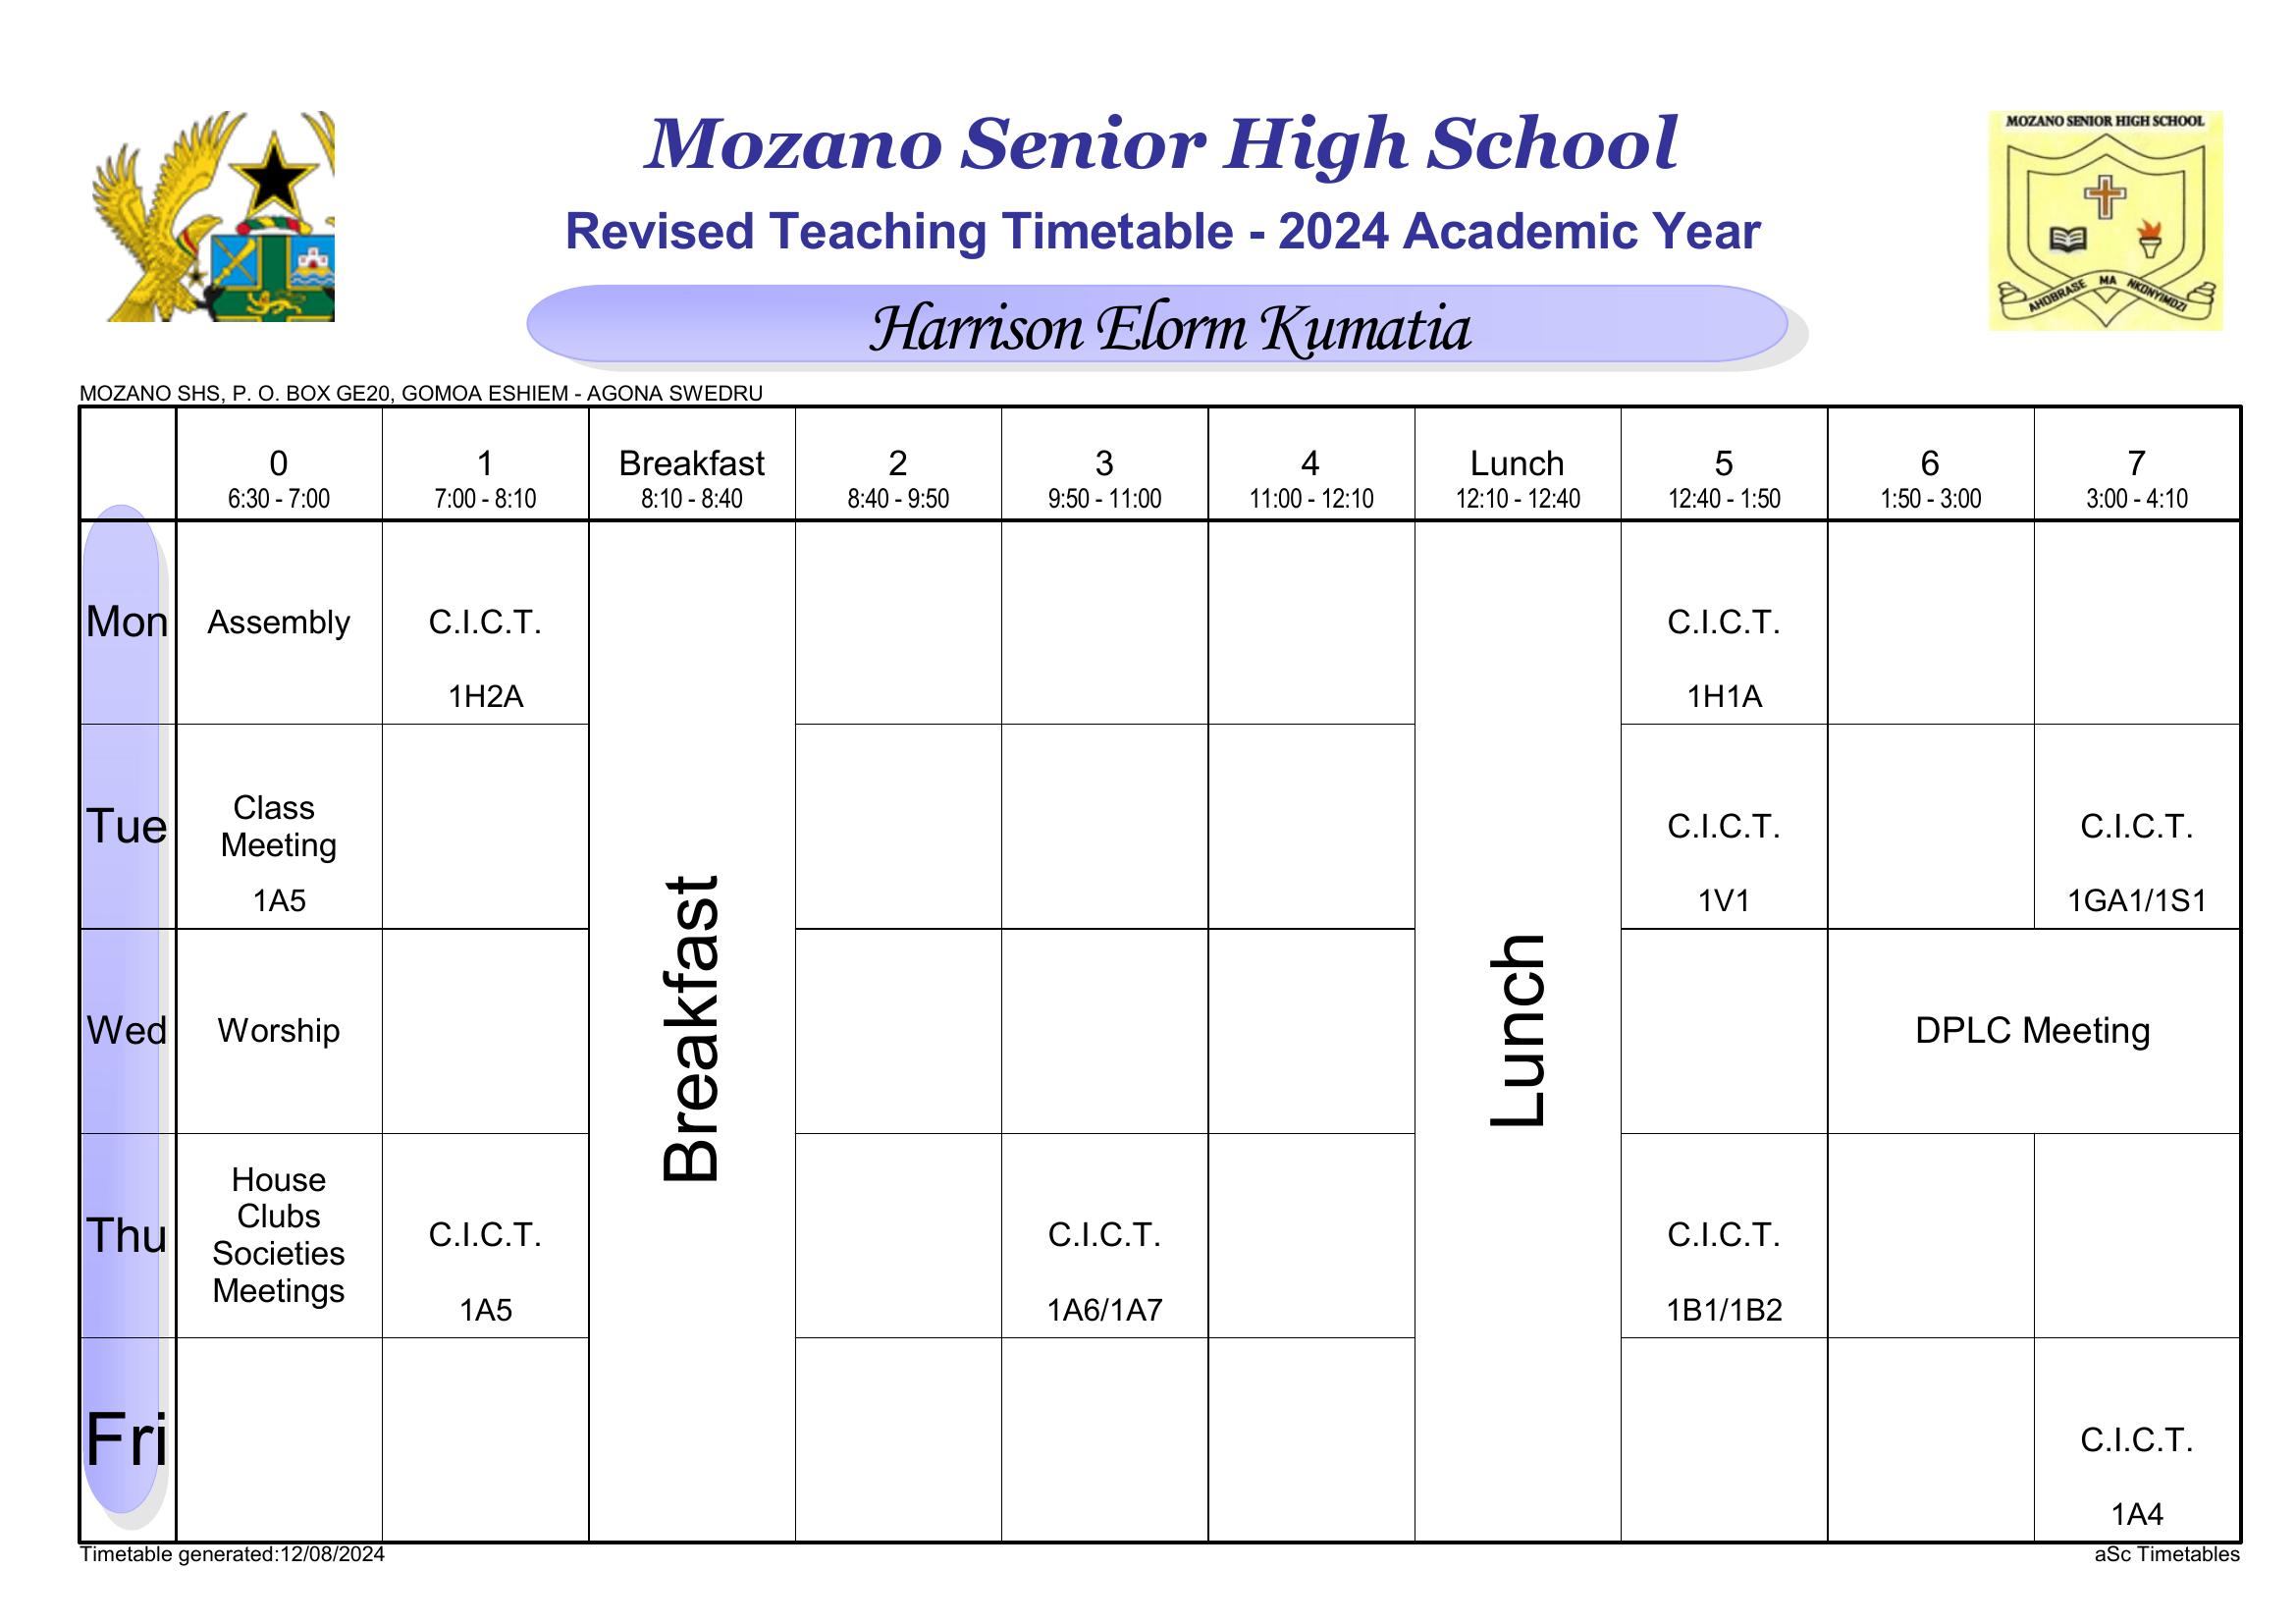 MOZANO SENIOR HIGH SCHOOL
AHOBRASE MA NKONYIMDZI
Mozano Senior High School
Revised Teaching Timetable - 2024 Academic Year
Harrison Elorm Kumatia
MOZANO SHS, P. O. BOX GE20, GOMOA ESHIEM - AGONA SWEDRU
0 1 Breakfast 2 3 4 Lunch 5 6 7
6:30 - 7:00 7:00 - 8:10 8:10 - 8:40 8:40 - 9:50 9:50 - 11:00 11:00 - 12:10 12:10 - 12:40 12:40 - 1:50 1:50 - 3:00 3:00 - 4:10
Mon Assembly C.I.C.T. C.I.C.T.
1H2A 1H1A
Class
Tue C.I.C.T. C.I.C.T.
Meeting
1A5 1V1 1GA1/1S1
Breakfast
Lunch
Wed Worship DPLC Meeting
House
Clubs
Thu C.I.C.T. C.I.C.T. C.I.C.T.
Societies
Meetings
1A5 1A6/1A7 1B1/1B2
Fri C.I.C.T.
1A4
Timetable generated:12/08/2024 aSc Timetables